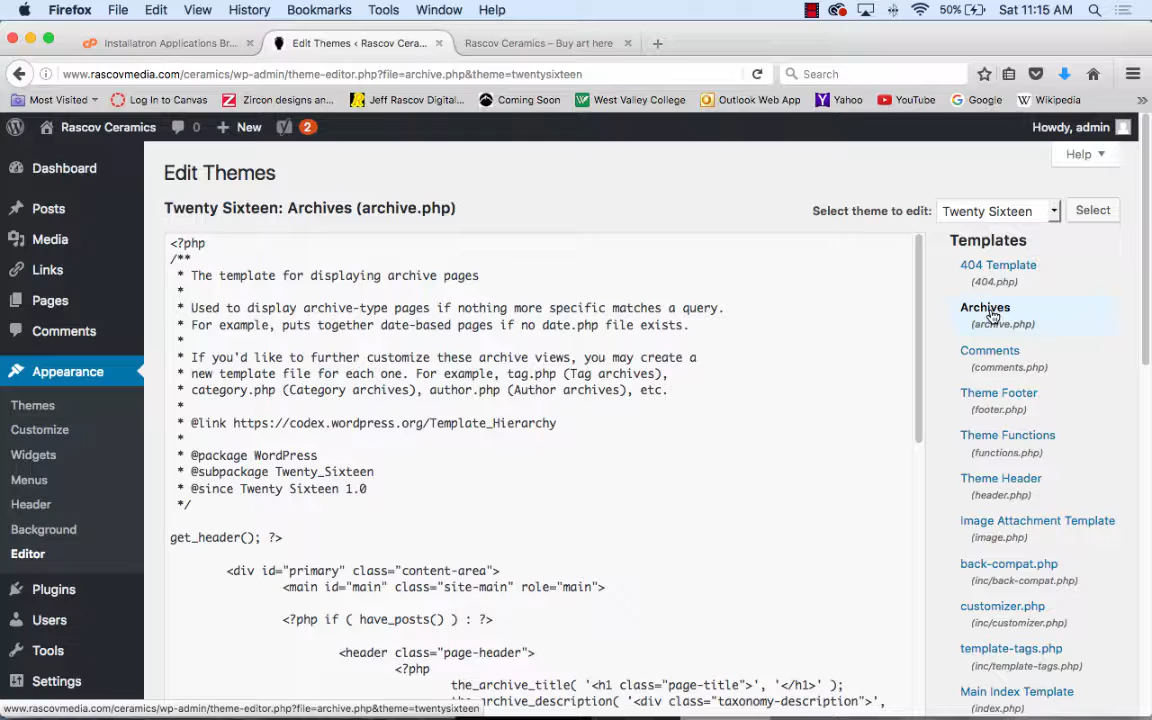 Firefox File Edit View History Bookmarks Tools Window Help 50% Sat 11:15 AM
Installatron Applications Br...
Edit Themes ‹ Rascov Cera...
Rascov Ceramics – Buy art here
www.rascovmedia.com/ceramics/wp-admin/theme-editor.php?file=archive.php&theme=twentysixteen
Search
Most Visited Log In to Canvas Zircon designs an... Jeff Rascov Digital... Coming Soon West Valley College Outlook Web App Yahoo YouTube Google Wikipedia
Rascov Ceramics 0 New 2 Howdy, admin
Help
Dashboard
Posts
Media
Links
Pages
Comments
Appearance
Themes
Customize
Widgets
Menus
Header
Background
Editor
Plugins
Users
Tools
Settings
Edit Themes
Twenty Sixteen: Archives (archive.php)
Select theme to edit: Twenty Sixteen Select
<?php
/**
* The template for displaying archive pages
*
* Used to display archive-type pages if nothing more specific matches a query.
* For example, puts together date-based pages if no date.php file exists.
*
* If you'd like to further customize these archive views, you may create a
* new template file for each one. For example, tag.php (Tag archives),
* category.php (Category archives), author.php (Author archives), etc.
*
* @link https://codex.wordpress.org/Template_Hierarchy
*
* @package WordPress
* @subpackage Twenty_Sixteen
* @since Twenty Sixteen 1.0
*/
get_header(); ?>
<div id="primary" class="content-area">
<main id="main" class="site-main" role="main">
<?php if ( have_posts() ) : ?>
<header class="page-header">
<?php
the_archive_title( '<h1 class="page-title">', '</h1>' );
the_archive_description( '<div class="taxonomy-description">',
Templates
404 Template
(404.php)
Archives
(archive.php)
Comments
(comments.php)
Theme Footer
(footer.php)
Theme Functions
(functions.php)
Theme Header
(header.php)
Image Attachment Template
(image.php)
back-compat.php
(inc/back-compat.php)
customizer.php
(inc/customizer.php)
template-tags.php
(inc/template-tags.php)
Main Index Template
(index.php)
www.rascovmedia.com/ceramics/wp-admin/theme-editor.php?file=archive.php&theme=twentysixteen